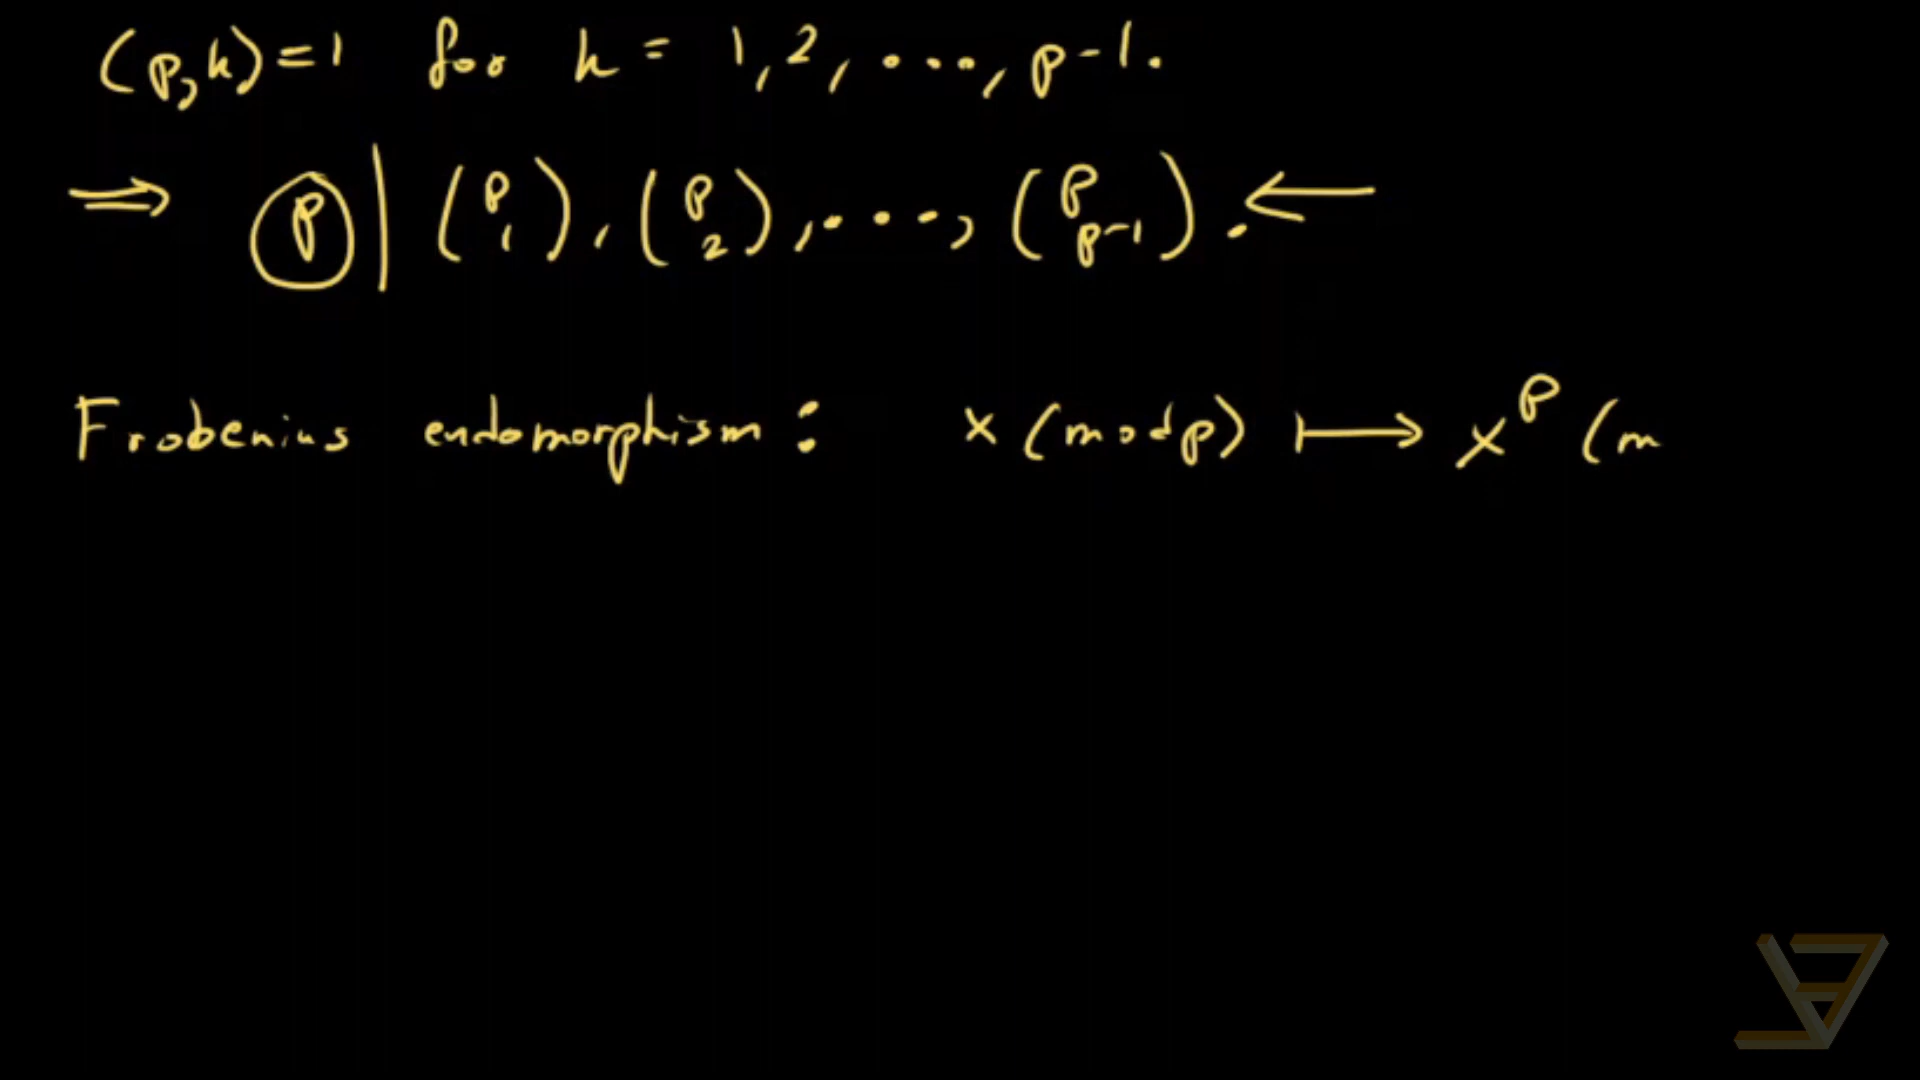 (p,k)=1 for k = 1,2,...,p-1.
⇒ p | (p 1), (p 2), ..., (p p-1). ←
Frobenius endomorphism: x (mod p) ↦ x^p (m